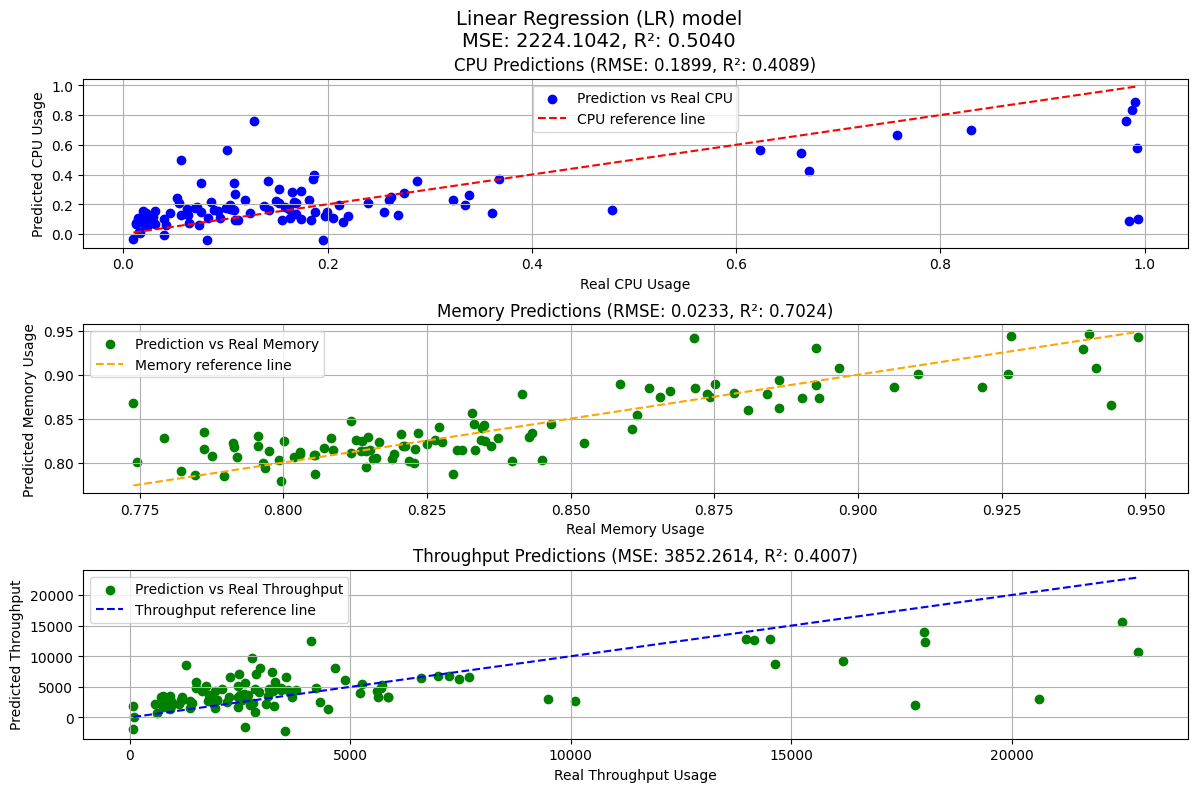 Linear Regression (LR) model
MSE: 2224.1042, R²: 0.5040
CPU Predictions (RMSE: 0.1899, R²: 0.4089)
Predicted CPU Usage
1.0
0.8
0.6
0.4
0.2
0.0
Prediction vs Real CPU
CPU reference line
0.0 0.2 0.4 0.6 0.8 1.0
Real CPU Usage
Memory Predictions (RMSE: 0.0233, R²: 0.7024)
Predicted Memory Usage
0.95
0.90
0.85
0.80
Prediction vs Real Memory
Memory reference line
0.775 0.800 0.825 0.850 0.875 0.900 0.925 0.950
Real Memory Usage
Throughput Predictions (MSE: 3852.2614, R²: 0.4007)
Predicted Throughput
20000
15000
10000
5000
0
Prediction vs Real Throughput
Throughput reference line
0 5000 10000 15000 20000
Real Throughput Usage